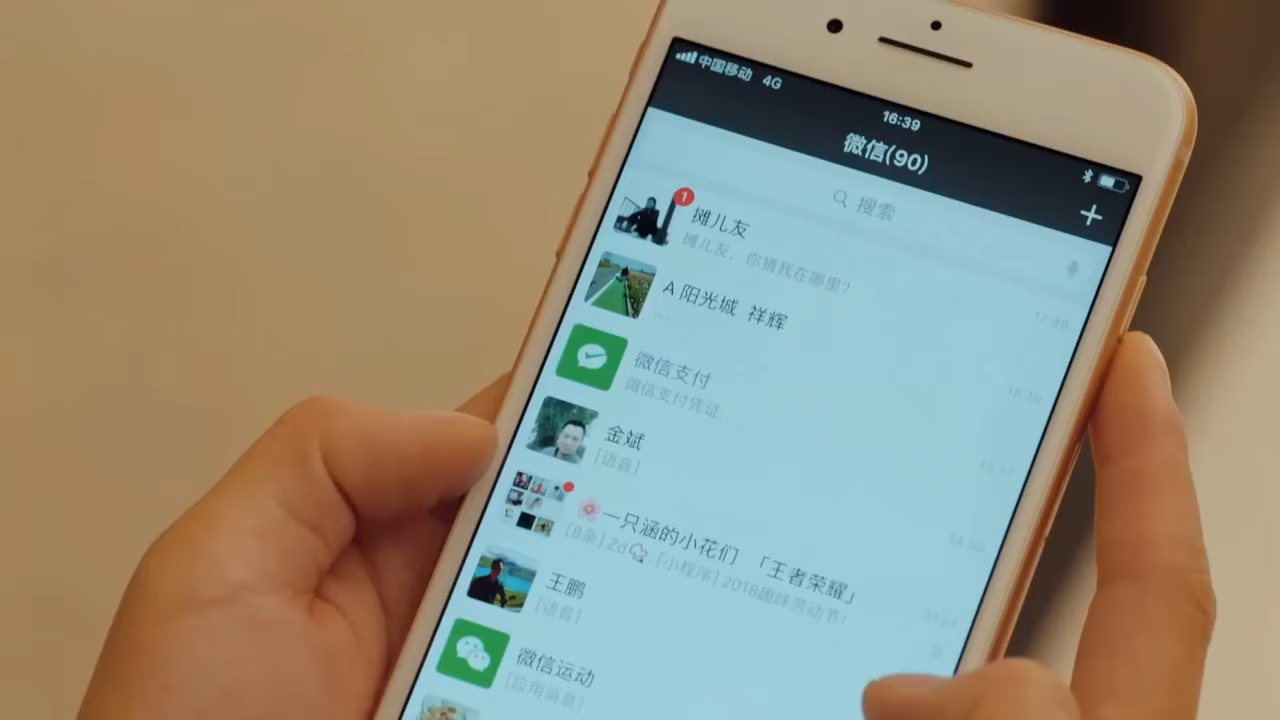 中国移动 4G
16:39
微信(90)
搜索
1
摊儿友
摊儿友,你猜我在哪里?
12:46
A 阳光城 祥辉
....
微信支付
微信支付凭证
金斌
[语音]
🌸一只涵的小花们 「王者荣耀」
[8条] Zd [小程序] 2018趣味劳动节!
王鹏
[语音]
微信运动
[应用消息]